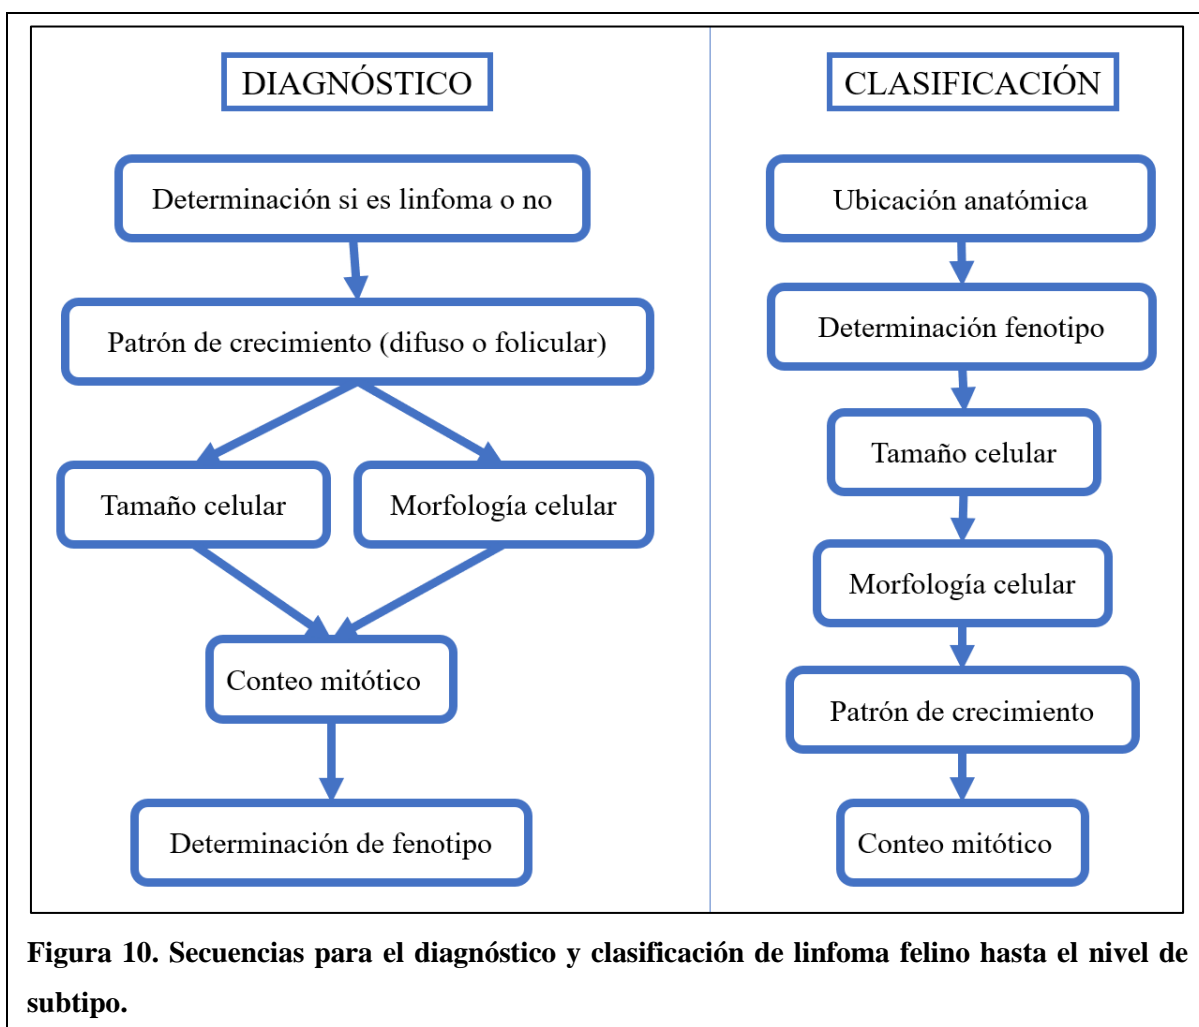 DIAGNÓSTICO
Determinación si es linfoma o no
Patrón de crecimiento (difuso o folicular)
Tamaño celular
Morfología celular
Conteo mitótico
Determinación de fenotipo
CLASIFICACIÓN
Ubicación anatómica
Determinación fenotipo
Tamaño celular
Morfología celular
Patrón de crecimiento
Conteo mitótico
Figura 10. Secuencias para el diagnóstico y clasificación de linfoma felino hasta el nivel de
subtipo.